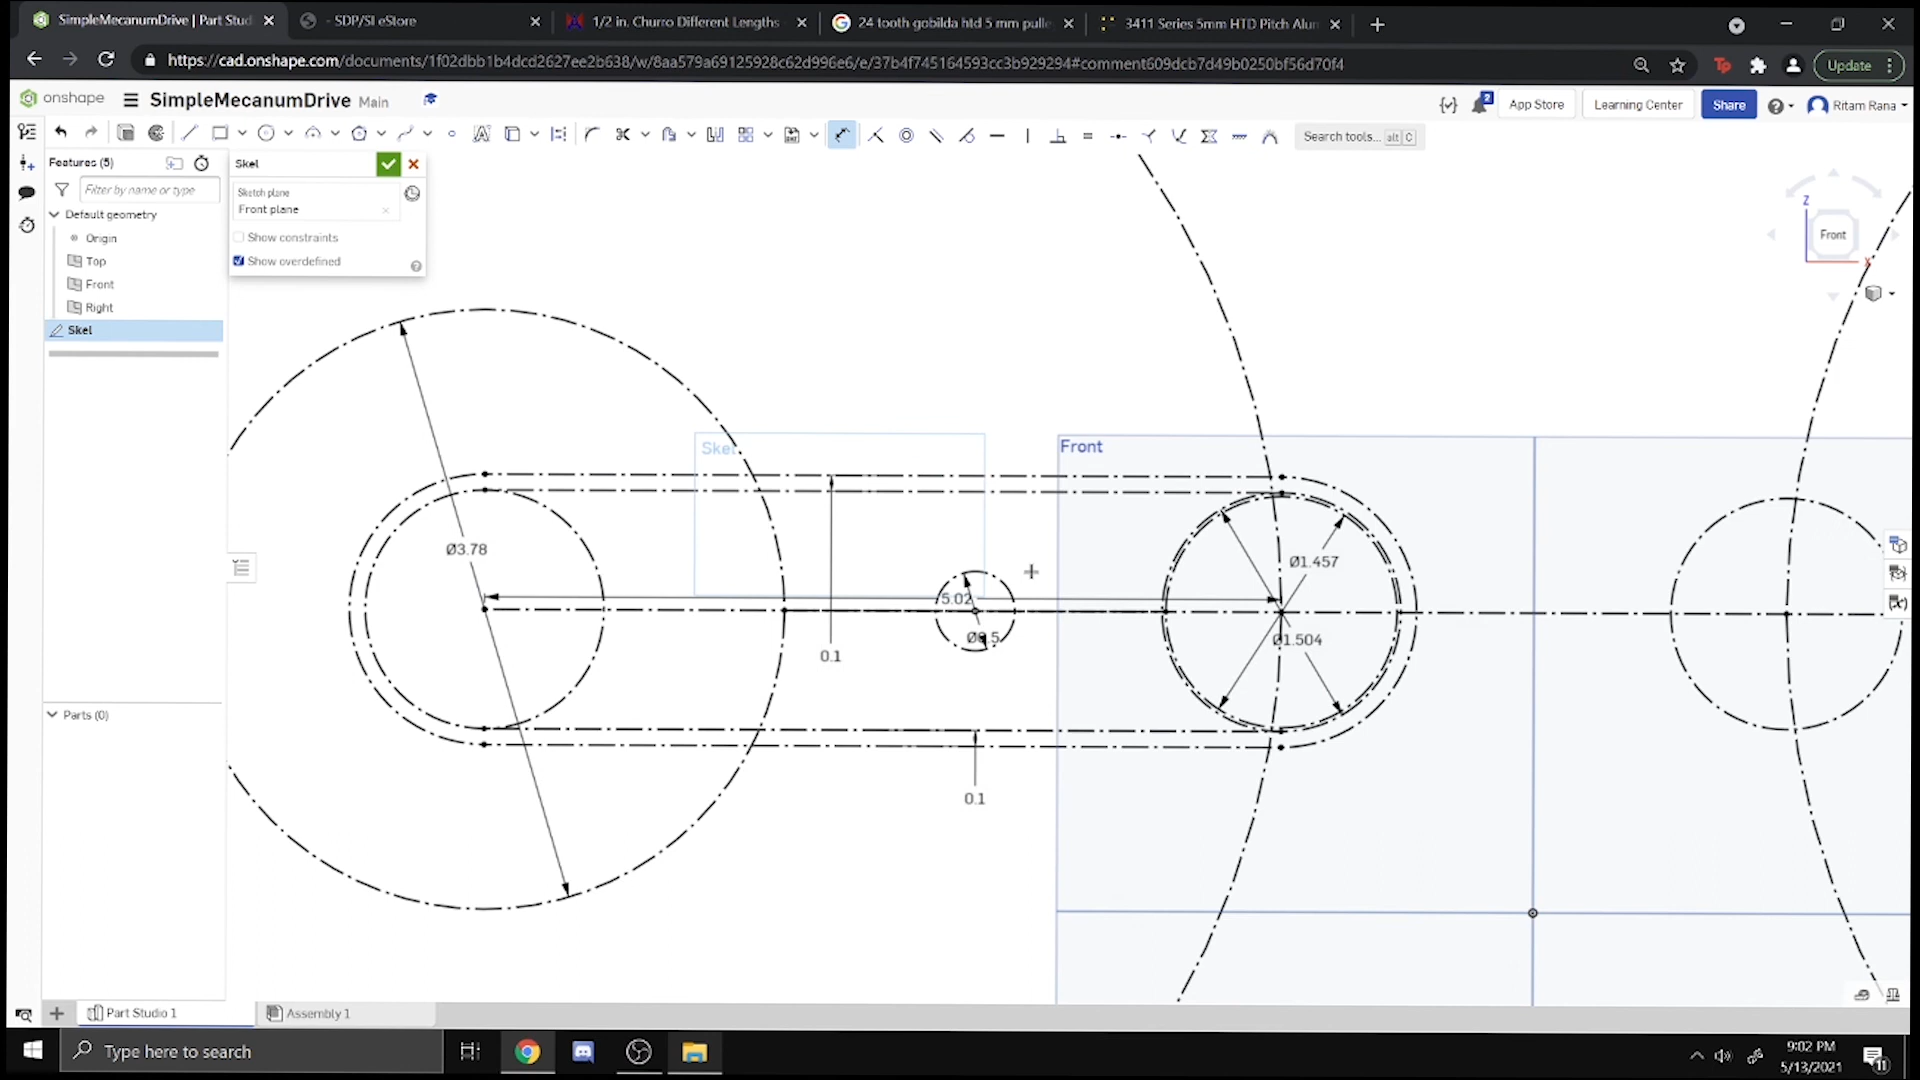 SimpleMecanumDrive | Part Stud
- SDP/SI eStore
1/2 in. Churro Different Lengths
24 tooth gobilda htd 5 mm pulle
3411 Series 5mm HTD Pitch Alun
https://cad.onshape.com/documents/1f02dbb1b4dcd2627ee2b638/w/8aa579a69125928c62d996e6/e/37b4f745164593cc3b929294#comment609dcb7d49b0250bf56d70f4
Update
onshape
SimpleMecanumDrive Main
2
App Store
Learning Center
Share
Ritam Rana
Search tools... alt C
Features (5)
Filter by name or type
Default geometry
Origin
Top
Front
Right
Skel
Parts (0)
Skel
Sketch plane
Front plane
Show constraints
Show overdefined
Skel
Front
Ø3.78
5.02
Ø0.5
0.1
0.1
Ø1.457
Ø1.504
Z
Front
X
Part Studio 1
Assembly 1
Type here to search
9:02 PM
5/13/2021
11